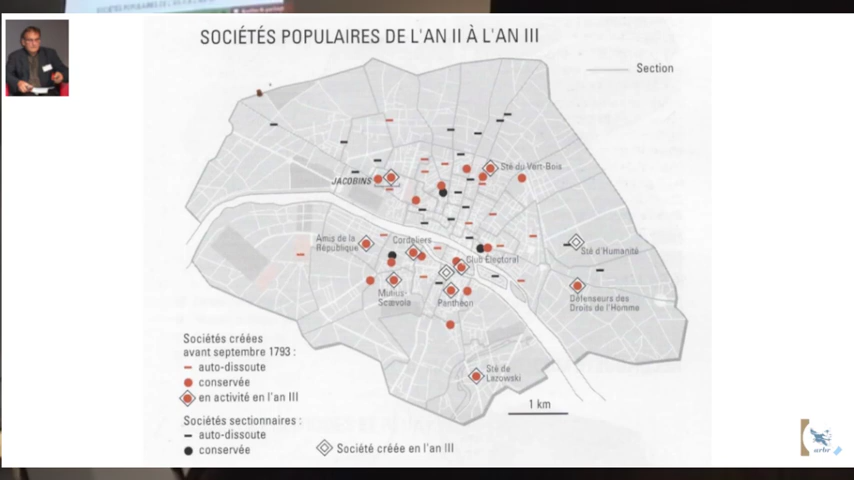 SOCIÉTÉS POPULAIRES DE L'AN II À L'AN III
Section
Sté du Vert-Bois
JACOBINS
Amis de la
République
Cordeliers
Sté d'Humanité
Club Électoral
Mutius-
Scævola
Panthéon
Défenseurs des
Droits de l'Homme
Sté de
Lazowski
1 km
Sociétés créées
avant septembre 1793 :
auto-dissoute
conservée
en activité en l'an III
Sociétés sectionnaires :
auto-dissoute
conservée
Société créée en l'an III
arbr